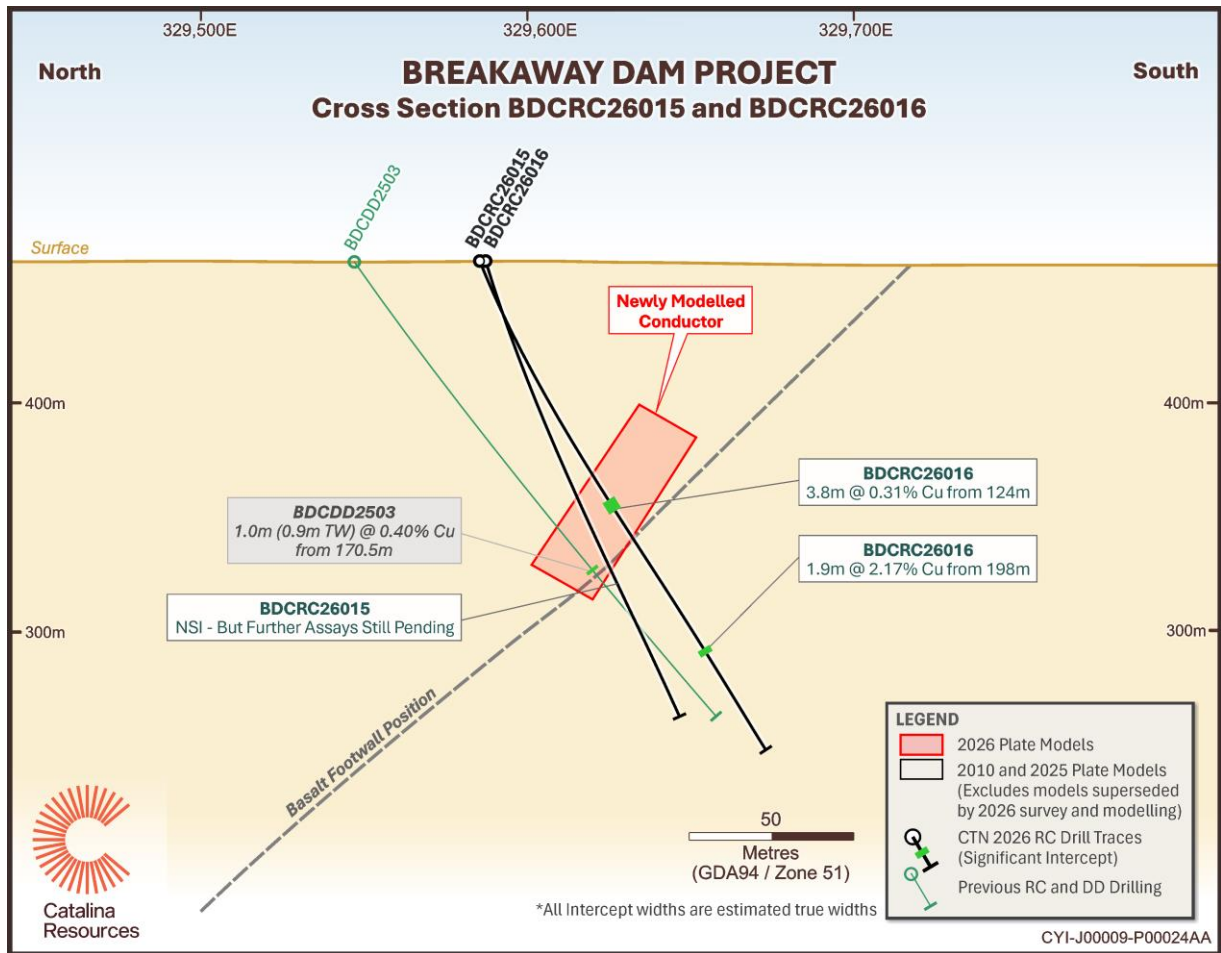 329,500E
329,600E
329,700E
North
South
BREAKAWAY DAM PROJECT
Cross Section BDCRC26015 and BDCRC26016
BDCDD2503
BDCRC26015
BDCRC26016
Surface
Newly Modelled
Conductor
400m
400m
BDCRC26016
3.8m @ 0.31% Cu from 124m
BDCDD2503
1.0m (0.9m TW) @ 0.40% Cu
from 170.5m
BDCRC26016
1.9m @ 2.17% Cu from 198m
BDCRC26015
NSI - But Further Assays Still Pending
300m
300m
Basalt Footwall Position
LEGEND
2026 Plate Models
2010 and 2025 Plate Models
(Excludes models superseded
by 2026 survey and modelling)
CTN 2026 RC Drill Traces
(Significant Intercept)
Previous RC and DD Drilling
50
Metres
(GDA94 / Zone 51)
Catalina
Resources
*All Intercept widths are estimated true widths
CYI-J00009-P00024AA